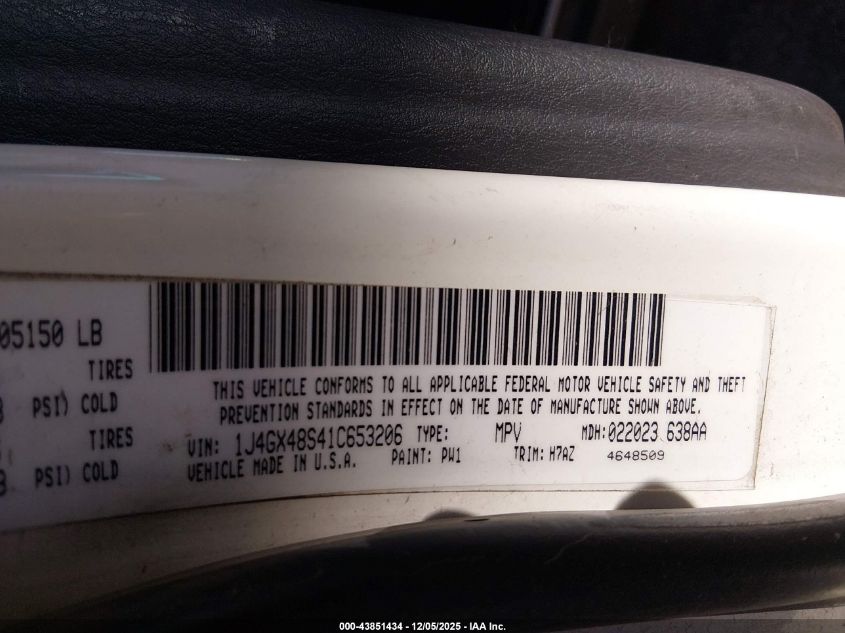 05150 LB
TIRES
PSI) COLD
TIRES
PSI) COLD
THIS VEHICLE CONFORMS TO ALL APPLICABLE FEDERAL MOTOR VEHICLE SAFETY AND THEFT
PREVENTION STANDARDS IN EFFECT ON THE DATE OF MANUFACTURE SHOWN ABOVE.
VIN: 1J4GX48S41C653206 TYPE: MPV MDH:022023 638AA
VEHICLE MADE IN U.S.A. PAINT: PW1 TRIM: H7AZ 4648509
000-43851434 - 12/05/2025 - IAA Inc.